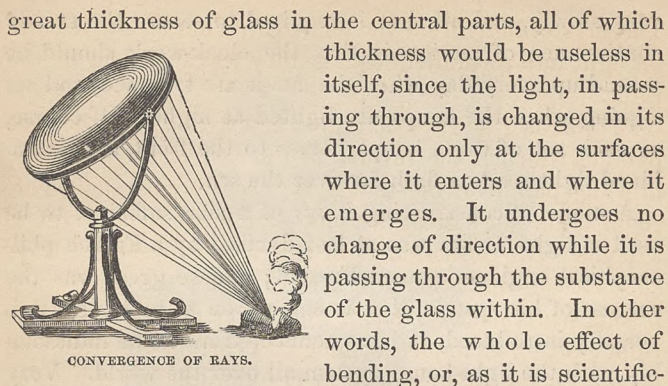 great thickness of glass in the central parts, all of which
thickness would be useless in
itself, since the light, in pass-
ing through, is changed in its
direction only at the surfaces
where it enters and where it
emerges. It undergoes no
change of direction while it is
passing through the substance
of the glass within. In other
words, the whole effect of
bending, or, as it is scientific-
CONVERGENCE OF RAYS.